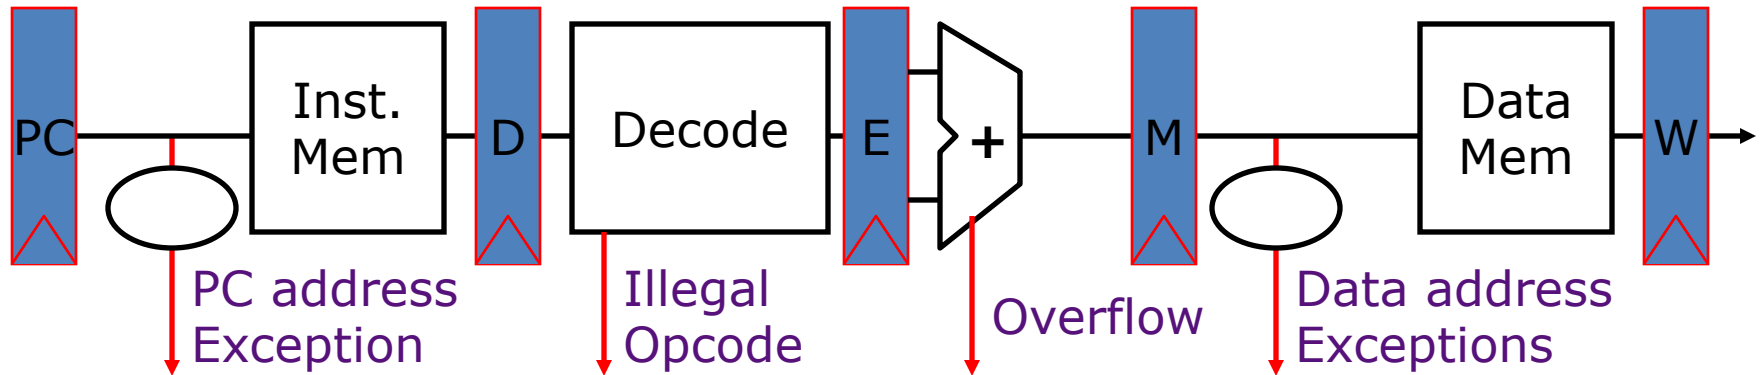 PC
Inst.
Mem
D
Decode
E
+
M
Data
Mem
W
PC address
Exception
Illegal
Opcode
Overflow
Data address
Exceptions